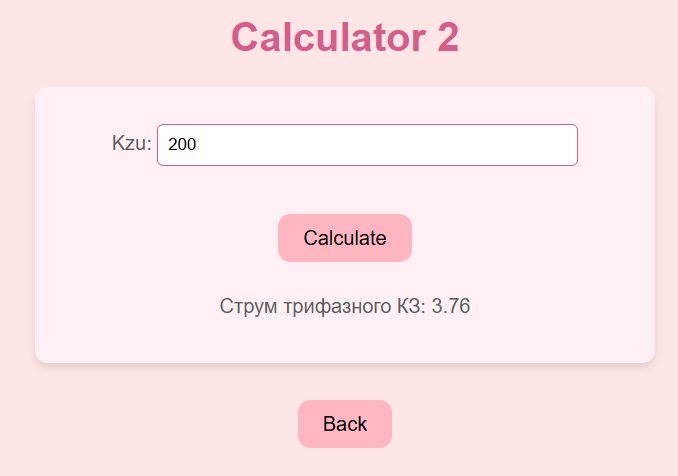 Calculator 2
Kzu: 200
Calculate
Струм трифазного КЗ: 3.76
Back